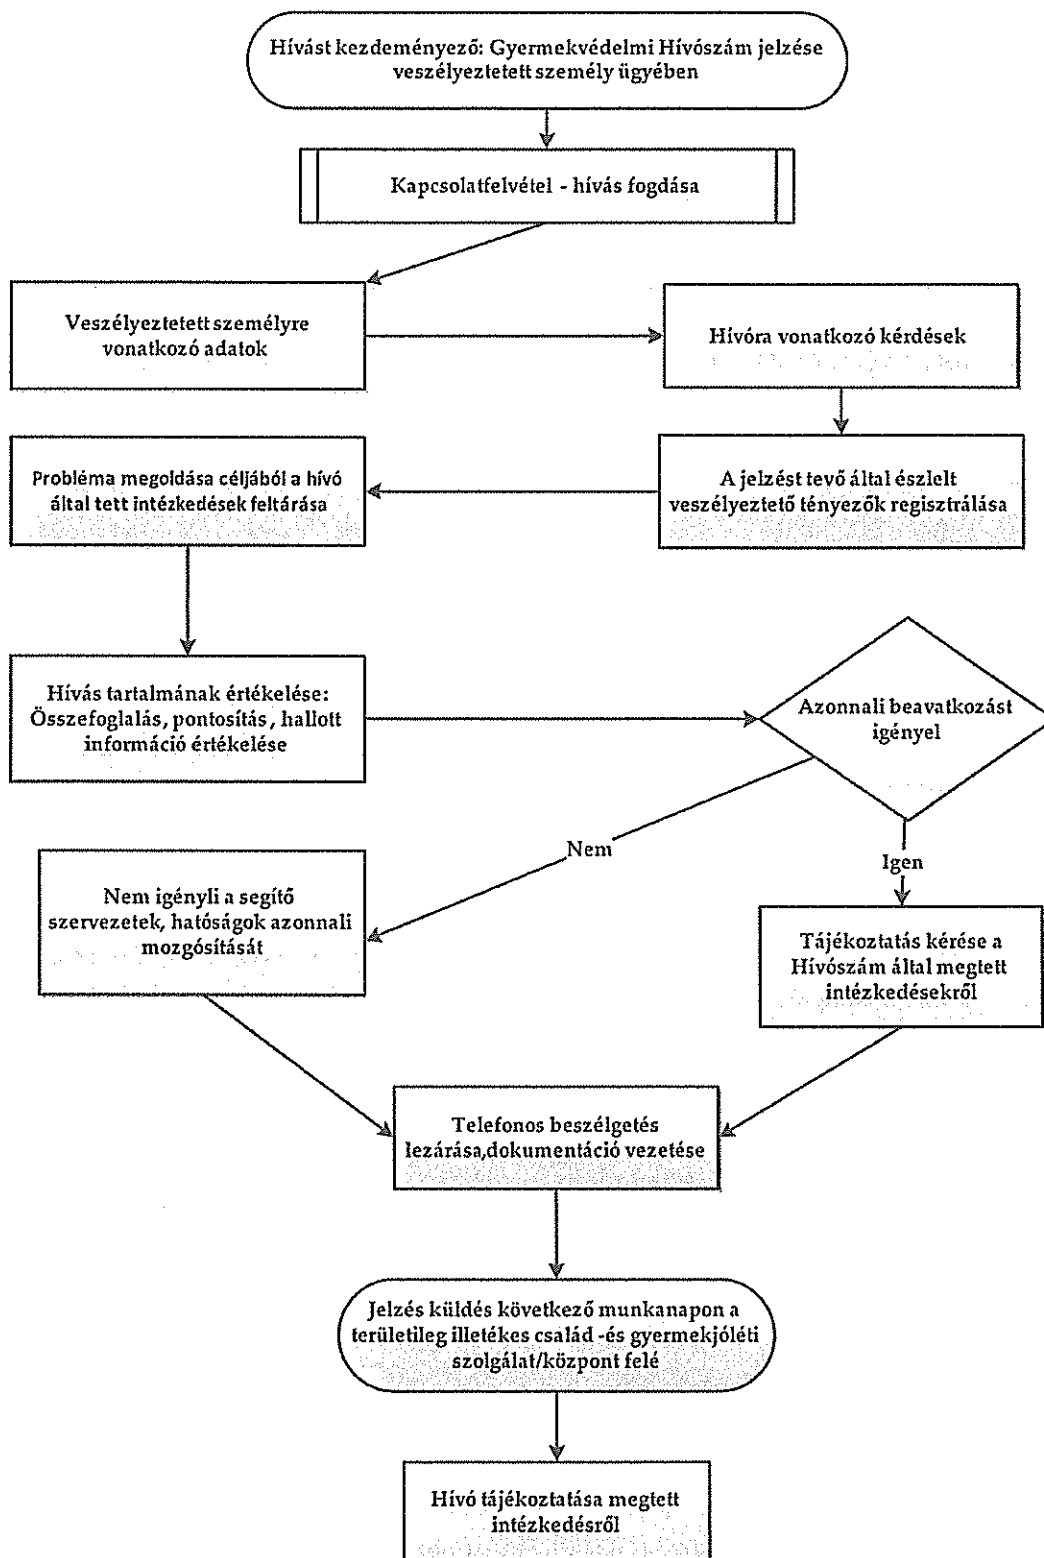 Hívást kezdeményező: Gyermekvédelmi Hívószám jelzése
veszélyeztetett személy ügyében
Kapcsolatfelvétel - hívás fogdása
Veszélyeztetett személyre
vonatkozó adatok
Hívóra vonatkozó kérdések
A jelzést tevő által észlelt
veszélyeztető tényezők regisztrálása
Probléma megoldása céljából a hívó
által tett intézkedések feltárása
Hívás tartalmának értékelése:
Összefoglalás, pontosítás , hallott
információ értékelése
Azonnali beavatkozást
igényel
Nem
Igen
Nem igényli a segítő
szervezetek, hatóságok azonnali
mozgósítását
Tájékoztatás kérése a
Hívószám által megtett
intézkedésekről
Telefonos beszélgetés
lezárása,dokumentáció vezetése
Jelzés küldés következő munkanapon a
területileg illetékes család -és gyermekjóléti
szolgálat/központ felé
Hívó tájékoztatása megtett
intézkedésről